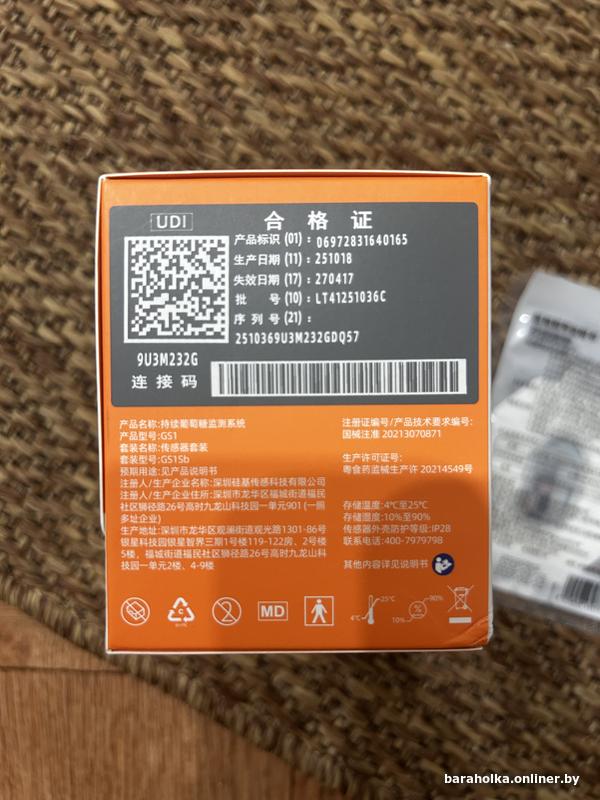 UDI
合格证
产品标识 (01)：06972831640165
生产日期 (11)：251018
失效日期 (17)：270417
批 号 (10)：LT41251036C
序列号 (21)：
2510369U3M232GDQ57
9U3M232G
连接码
产品名称:持续葡萄糖监测系统
产品型号:GS1
套装名称:传感器套装
套装型号:GS1Sb
预期用途:见产品说明书
注册人/生产企业名称:深圳硅基传感科技有限公司
注册人/生产企业住所:深圳市龙华区福城街道福民
社区狮径路26号高时九龙山科技园一单元901 (一照
多址企业)
生产地址:深圳市龙华区观澜街道观光路1301-86号
银星科技园银星智界三期1号楼119-122房、2号楼
5楼，福城街道福民社区狮径路26号高时九龙山科技
园一单元2楼、4-9楼
注册证编号/产品技术要求编号:
国械注准 20213070871
生产许可证号:
粤食药监械生产许 20214549号
存储温度:4℃至25℃
存储湿度:10%至90%
传感器外壳防护等级:IP28
联系电话:400-7979798
其他内容详见说明书
2
MD
4℃
25℃
10%
90%
baraholka.onliner.by